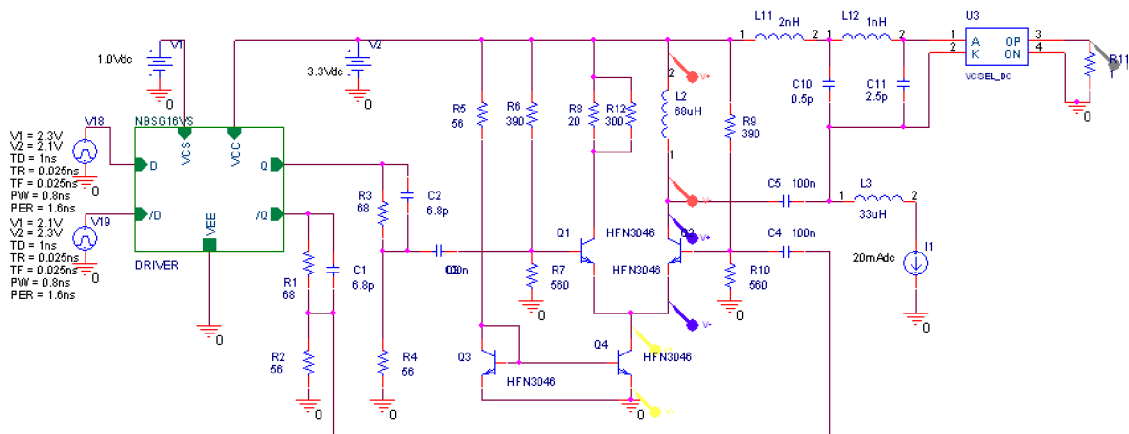 V1
1.0Vdc
0
V2
3.3Vdc
0
L11
2nH
1
2
L12
1nH
1
2
U3
1
2
A
K
OP
ON
3
4
VCSEL_DC
R11
1
0
C10
0.5p
C11
2.5p
R5
56
R6
390
R8
20
R12
300
2
L2
68uH
1
V+
R9
390
V1 = 2.3V
V2 = 2.1V
TD = 1ns
TR = 0.025ns
TF = 0.025ns
PW = 0.8ns
PER = 1.6ns
V18
0
NBSG16VS
VCS
VCC
D
Q
/D
/Q
VEE
DRIVER
0
V1 = 2.1V
V2 = 2.3V
TD = 1ns
TR = 0.025ns
TF = 0.025ns
PW = 0.8ns
PER = 1.6ns
V19
0
R3
68
C2
6.8p
R1
68
C1
6.8p
R2
56
0
R4
56
0
Q1
HFN3046
R7
560
0
V-
V+
C5
100n
C4
100n
1
2
L3
33uH
I1
20mAdc
0
R10
560
0
V-
Q3
HFN3046
Q4
HFN3046
0